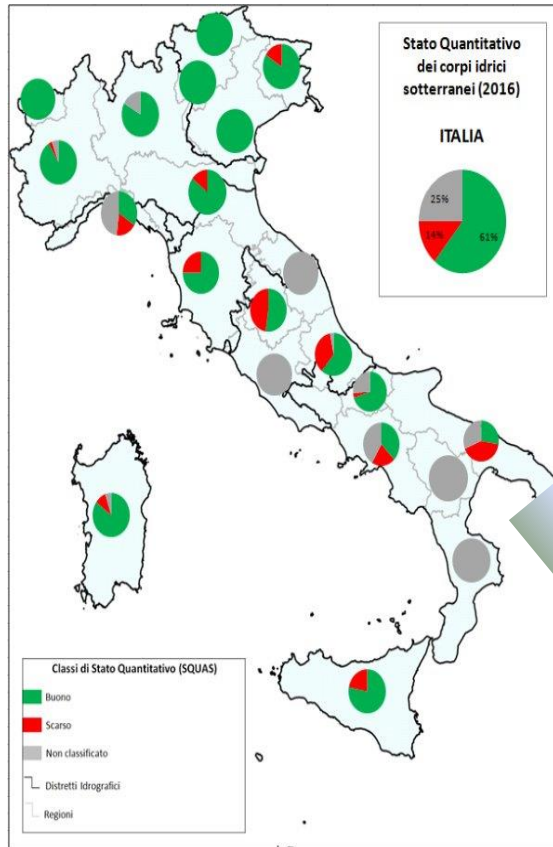 Stato Quantitativo
dei corpi idrici
sotterranei (2016)
ITALIA
25%
14%
61%
Classi di Stato Quantitativo (SQUAS)
Buono
Scarso
Non classificato
Distretti Idrografici
Regioni